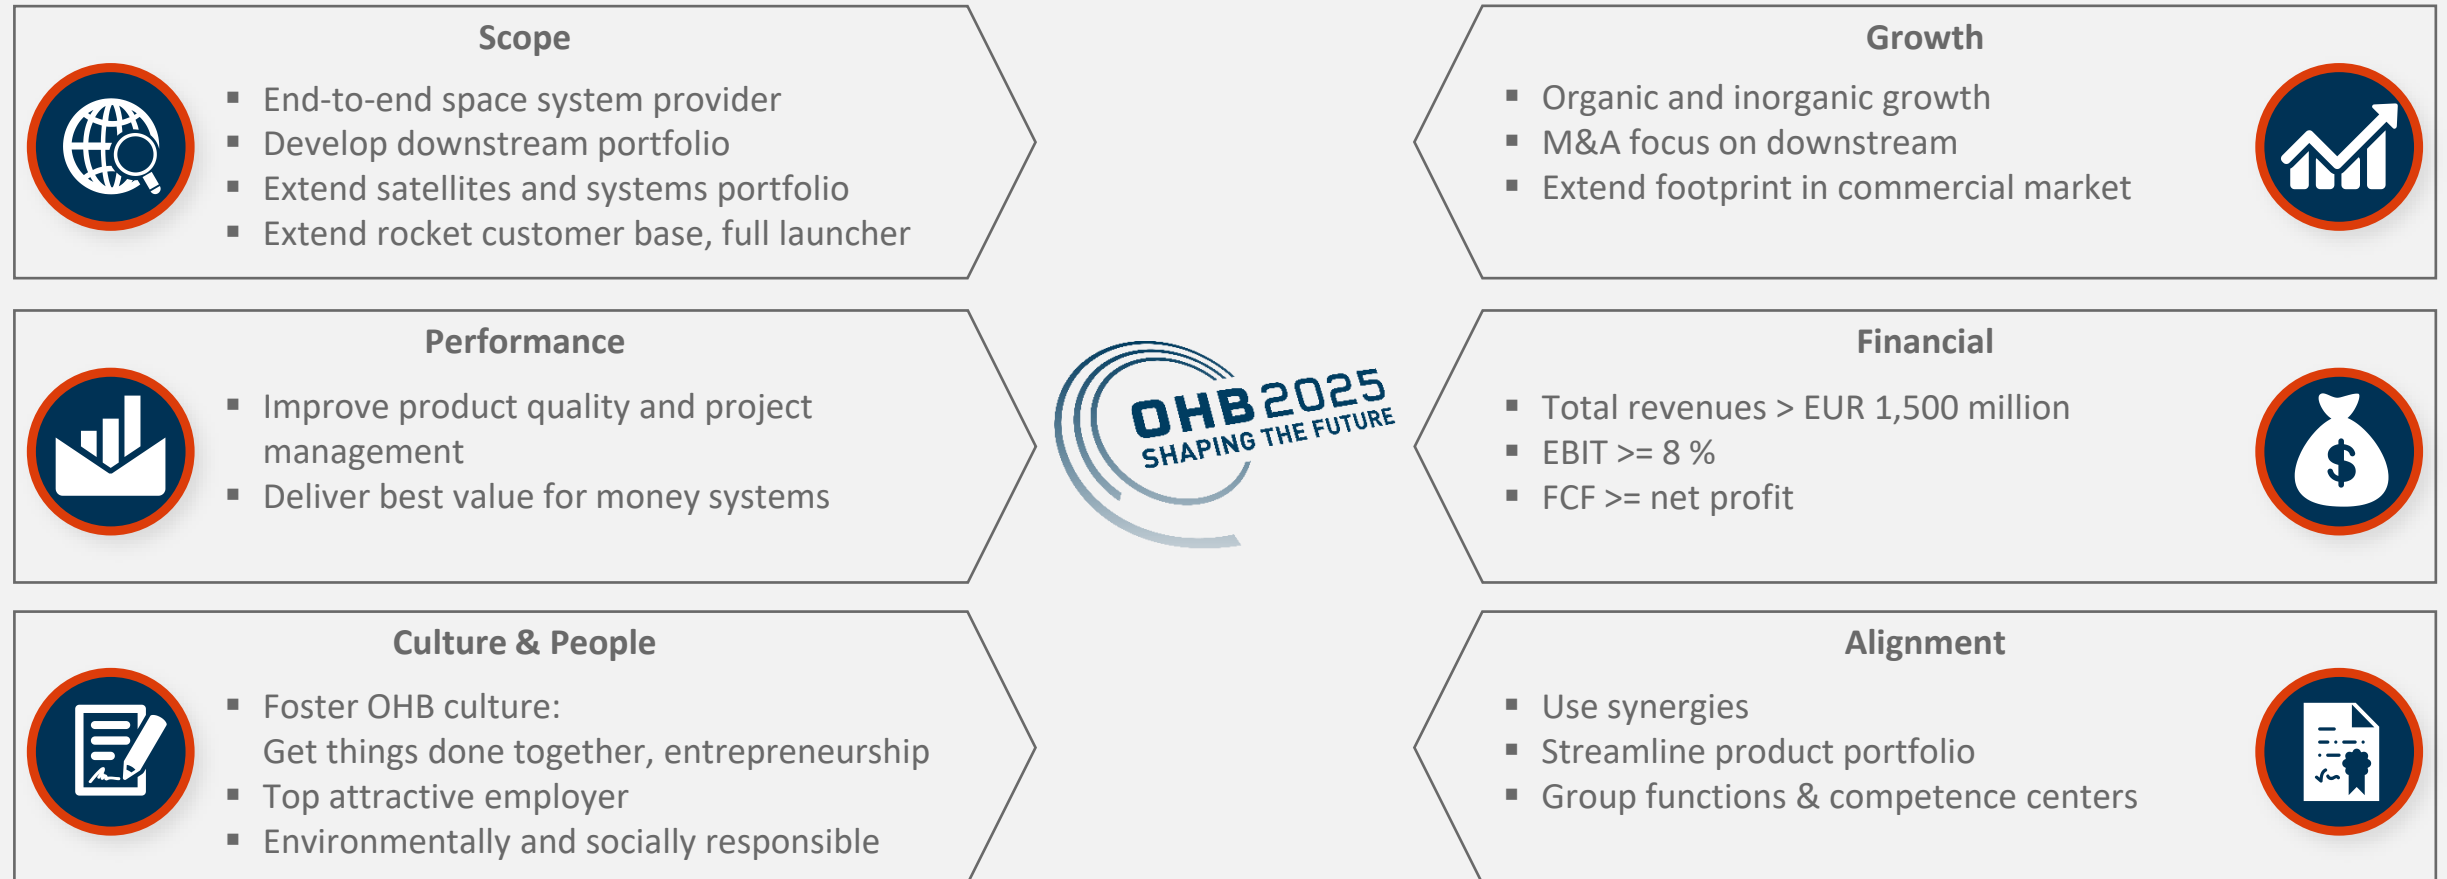 Scope
▪ End-to-end space system provider
▪ Develop downstream portfolio
▪ Extend satellites and systems portfolio
▪ Extend rocket customer base, full launcher
Growth
▪ Organic and inorganic growth
▪ M&A focus on downstream
▪ Extend footprint in commercial market
Performance
▪ Improve product quality and project
management
▪ Deliver best value for money systems
OHB 2025
SHAPING THE FUTURE
Financial
▪ Total revenues > EUR 1,500 million
▪ EBIT >= 8 %
▪ FCF >= net profit
$
Culture & People
▪ Foster OHB culture:
Get things done together, entrepreneurship
▪ Top attractive employer
▪ Environmentally and socially responsible
Alignment
▪ Use synergies
▪ Streamline product portfolio
▪ Group functions & competence centers